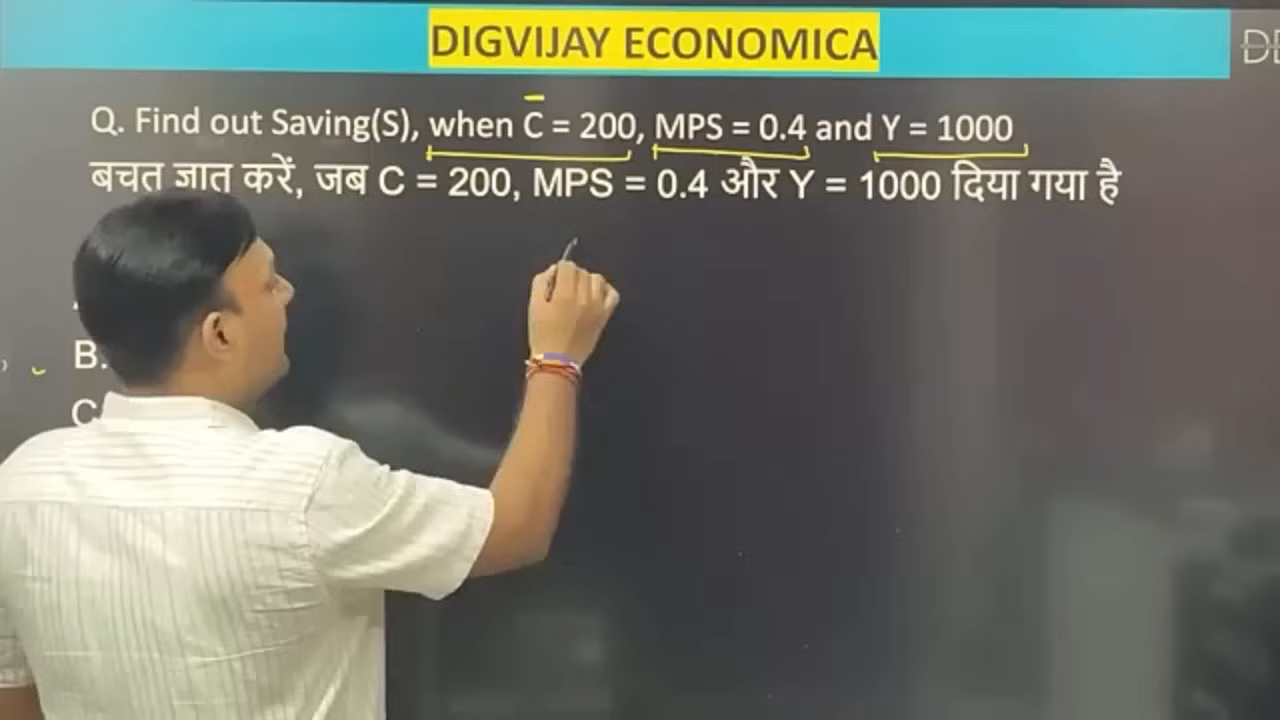 DIGVIJAY ECONOMICA
DE
Q. Find out Saving(S), when C̄ = 200, MPS = 0.4 and Y = 1000
बचत ज्ञात करें, जब C = 200, MPS = 0.4 और Y = 1000 दिया गया है
B.
C